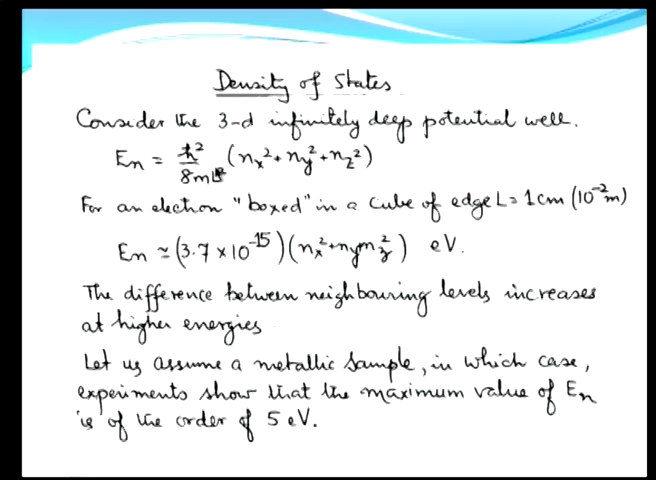 Density of States
Consider the 3-d infinitely deep potential well.
En = ħ²/8mL² (nx² + ny² + nz²)
For an electron "boxed" in a cube of edge L = 1cm (10⁻² m)
En ≃ (3.7 × 10⁻¹⁵) (nx² + ny nz²) eV.
The difference between neighbouring levels increases
at higher energies
Let us assume a metallic sample, in which case,
experiments show that the maximum value of En
is of the order of 5 eV.